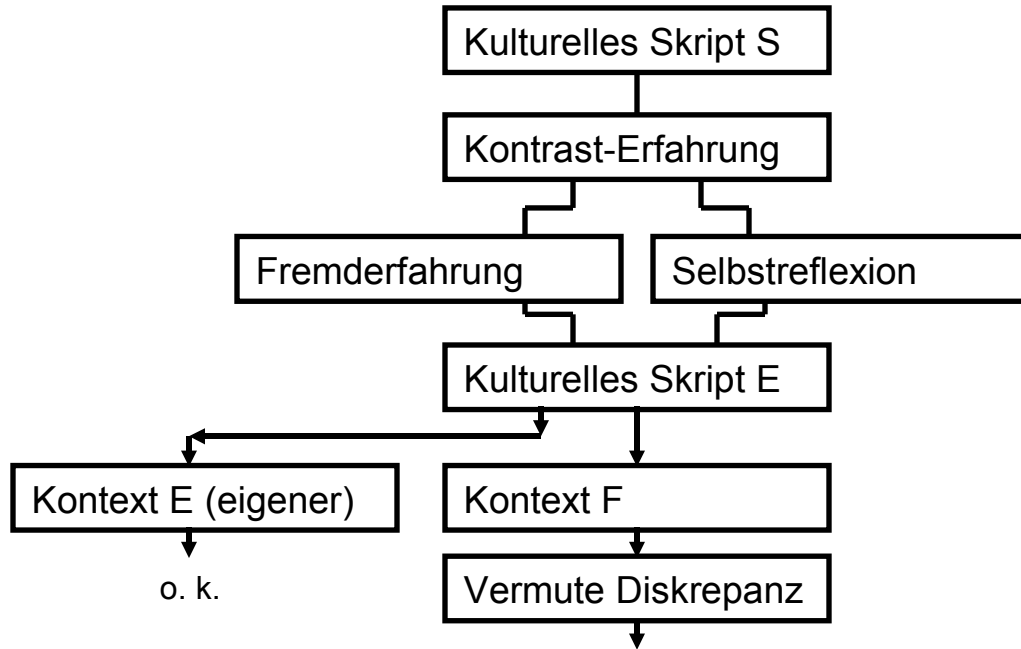 Kulturelles Skript S
Kontrast-Erfahrung
Fremderfahrung
Selbstreflexion
Kulturelles Skript E
Kontext E (eigener)
Kontext F
o. k.
Vermute Diskrepanz